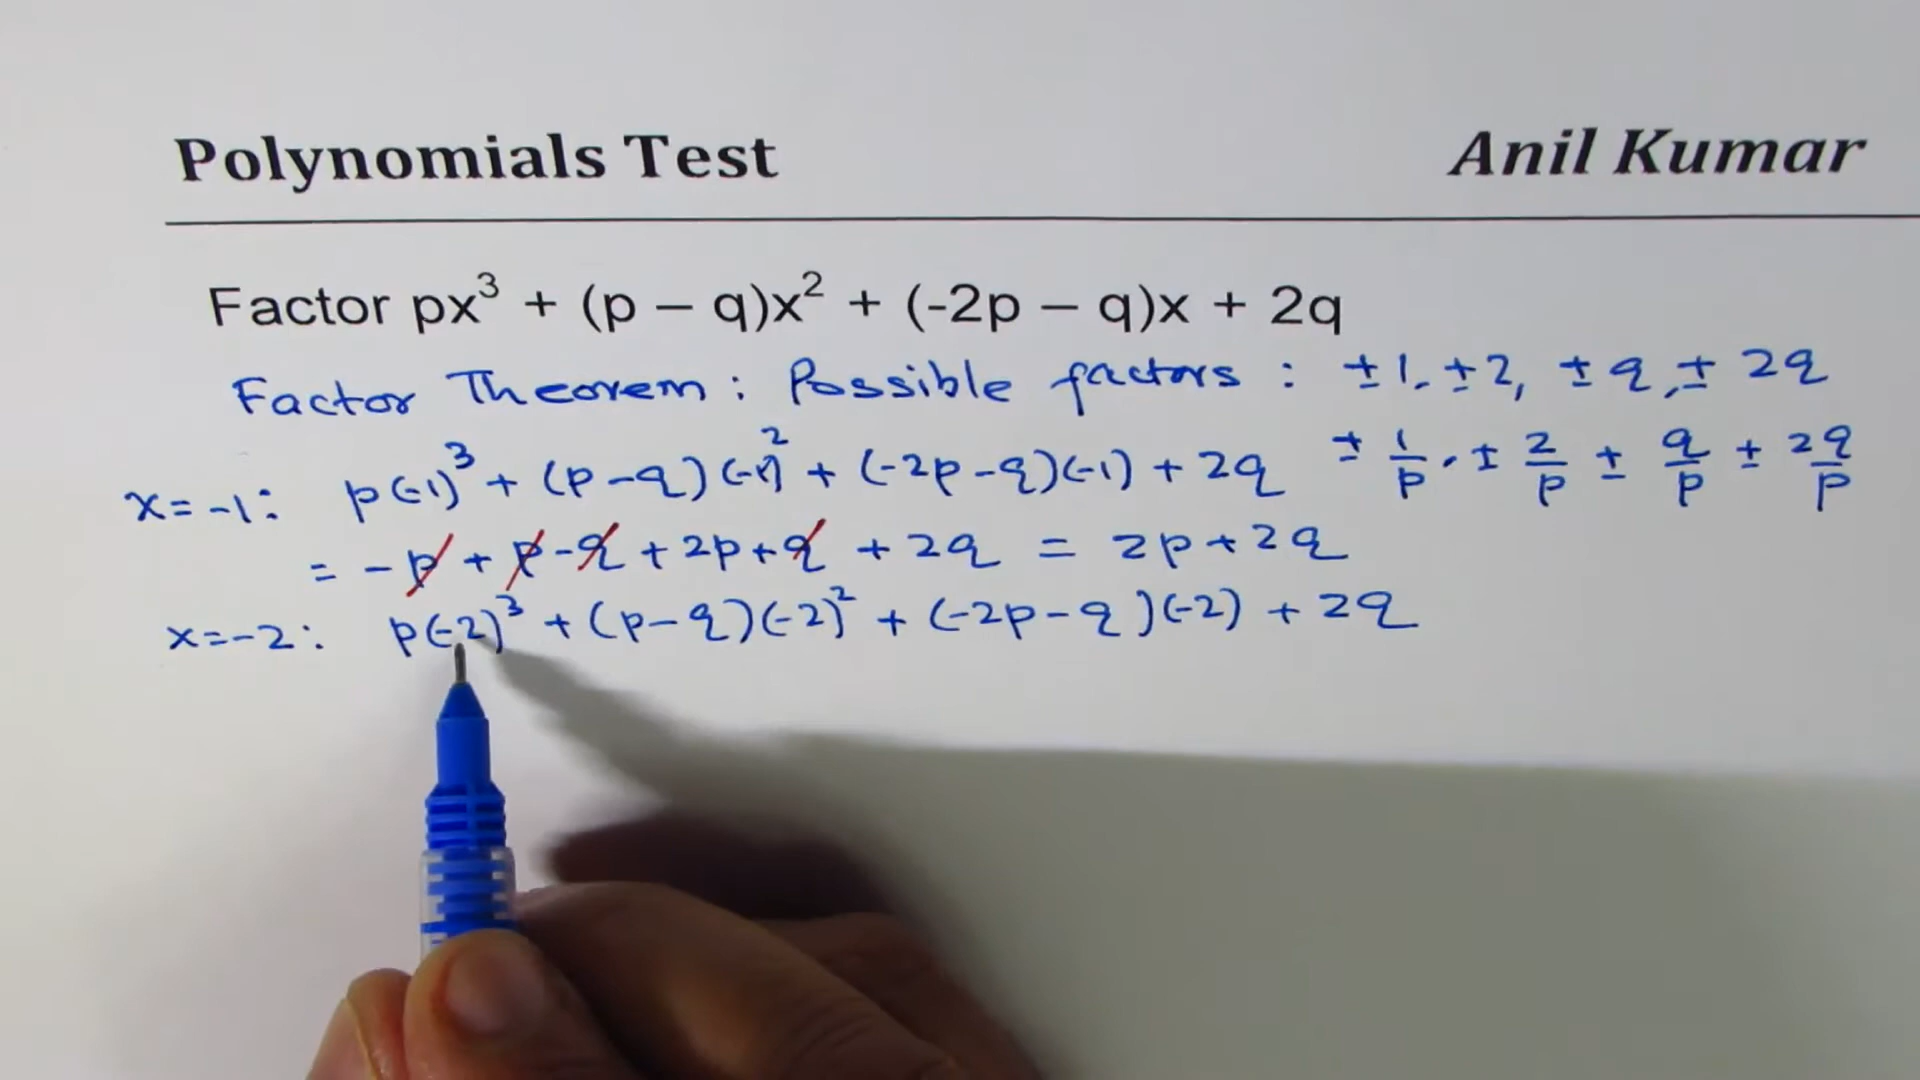 Polynomials Test Anil Kumar
Factor px³ + (p – q)x² + (-2p – q)x + 2q
Factor Theorem: Possible factors: ±1, ±2, ±q, ±2q
x=-1: p(-1)³ + (p-q)(-1)² + (-2p-q)(-1) + 2q ± 1/p, ± 2/p ± q/p ± 2q/p
= -p + p - q + 2p + q + 2q = 2p+2q
x=-2: p(-2)³ + (p-q)(-2)² + (-2p-q)(-2) + 2q